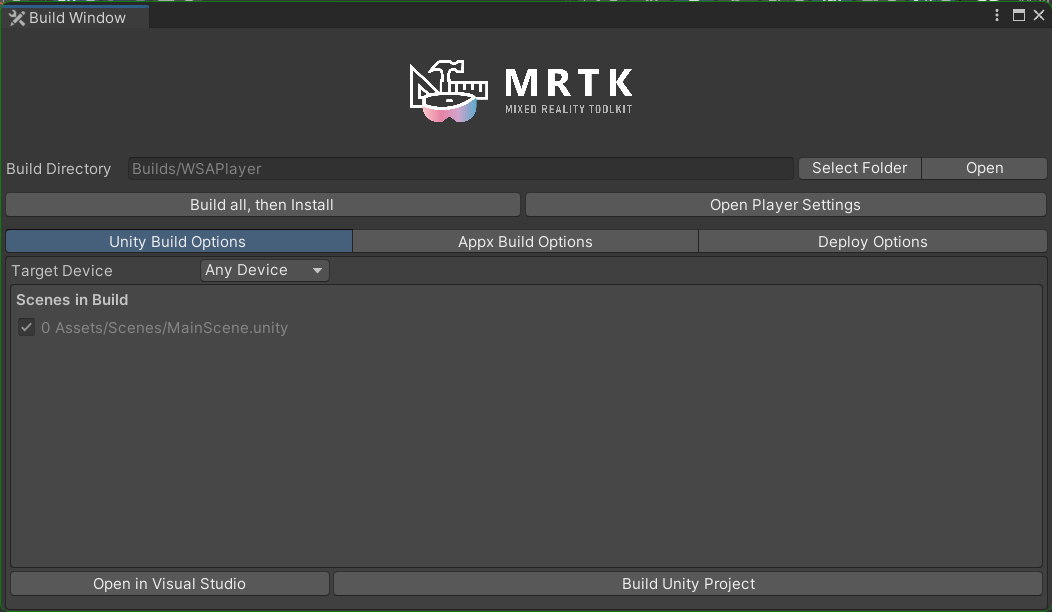 Build Window
MRTK
MIXED REALITY TOOLKIT
Build Directory Builds/WSAPlayer Select Folder Open
Build all, then Install Open Player Settings
Unity Build Options Appx Build Options Deploy Options
Target Device Any Device
Scenes in Build
0 Assets/Scenes/MainScene.unity
Open in Visual Studio Build Unity Project